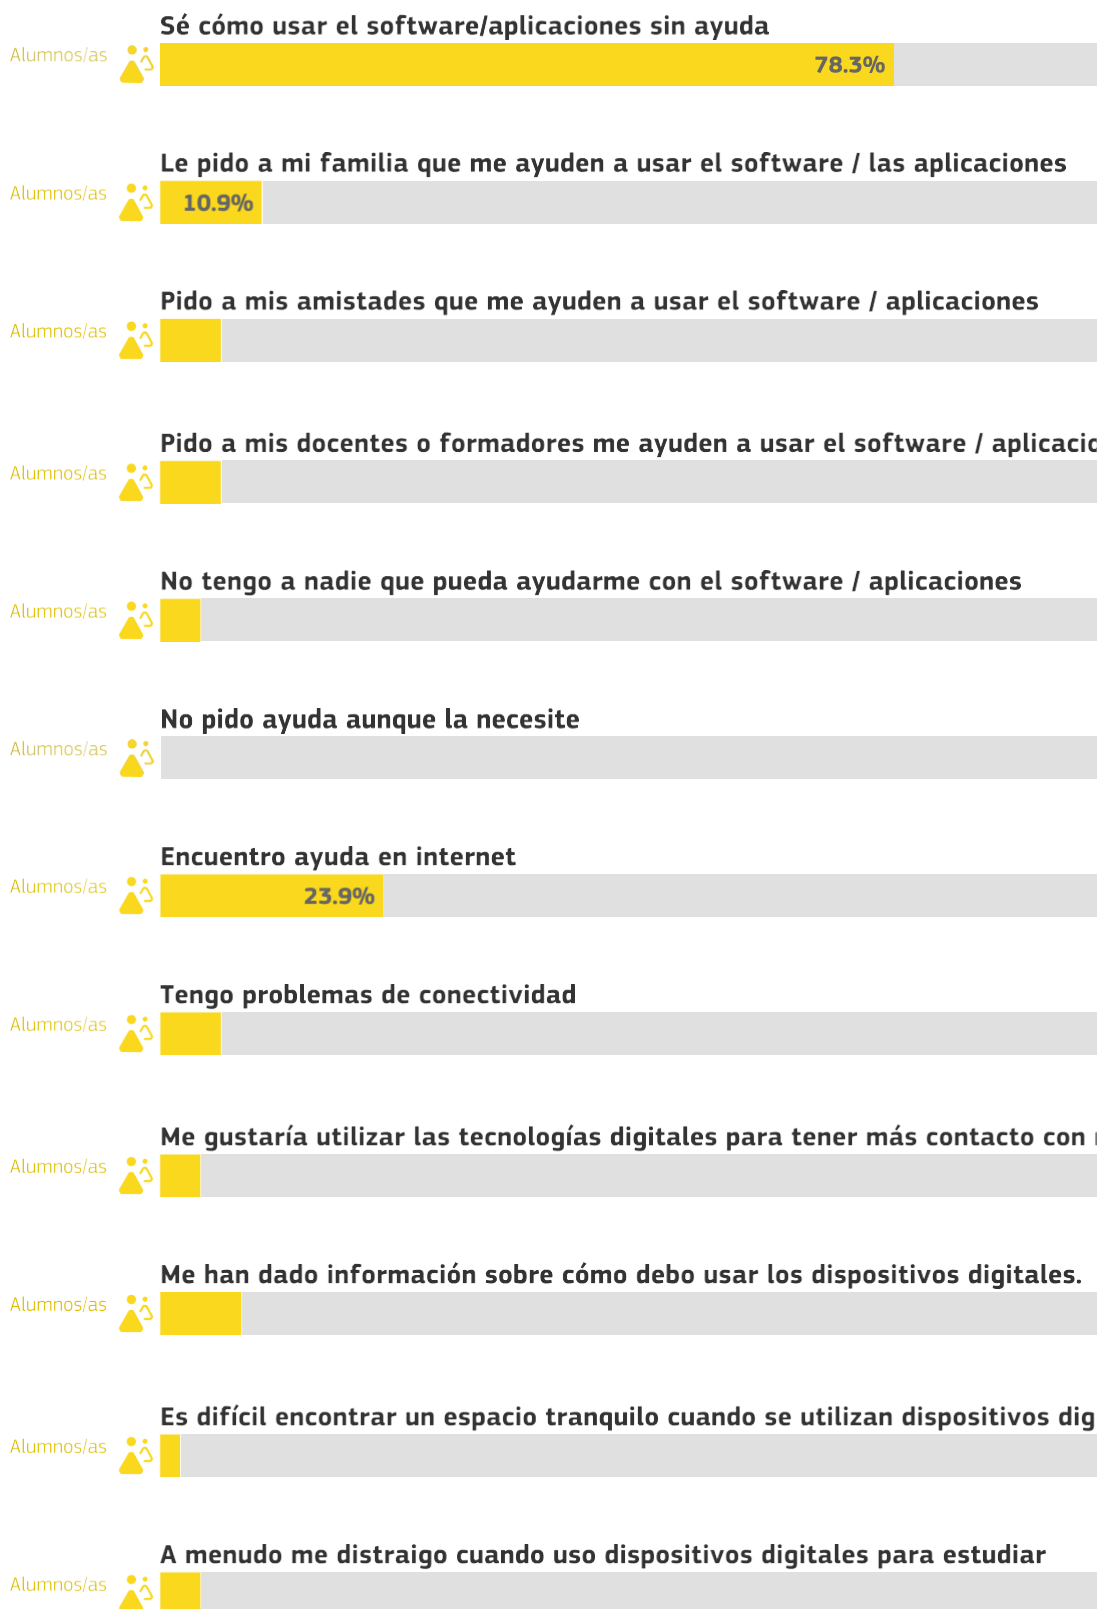 Sé cómo usar el software/aplicaciones sin ayuda
Alumnos/as
78.3%
Le pido a mi familia que me ayuden a usar el software / las aplicaciones
Alumnos/as
10.9%
Pido a mis amistades que me ayuden a usar el software / aplicaciones
Alumnos/as
Pido a mis docentes o formadores me ayuden a usar el software /
Alumnos/as
No tengo a nadie que pueda ayudarme con el software / aplicaciones
Alumnos/as
No pido ayuda aunque la necesite
Alumnos/as
Encuentro ayuda en internet
Alumnos/as
23.9%
Tengo problemas de conectividad
Alumnos/as
Me gustaría utilizar las tecnologías digitales para tener más contacto con
Alumnos/as
Me han dado información sobre cómo debo usar los dispositivos digitales.
Alumnos/as
Es difícil encontrar un espacio tranquilo cuando se utilizan dispositivos
Alumnos/as
A menudo me distraigo cuando uso dispositivos digitales para estudiar
Alumnos/as